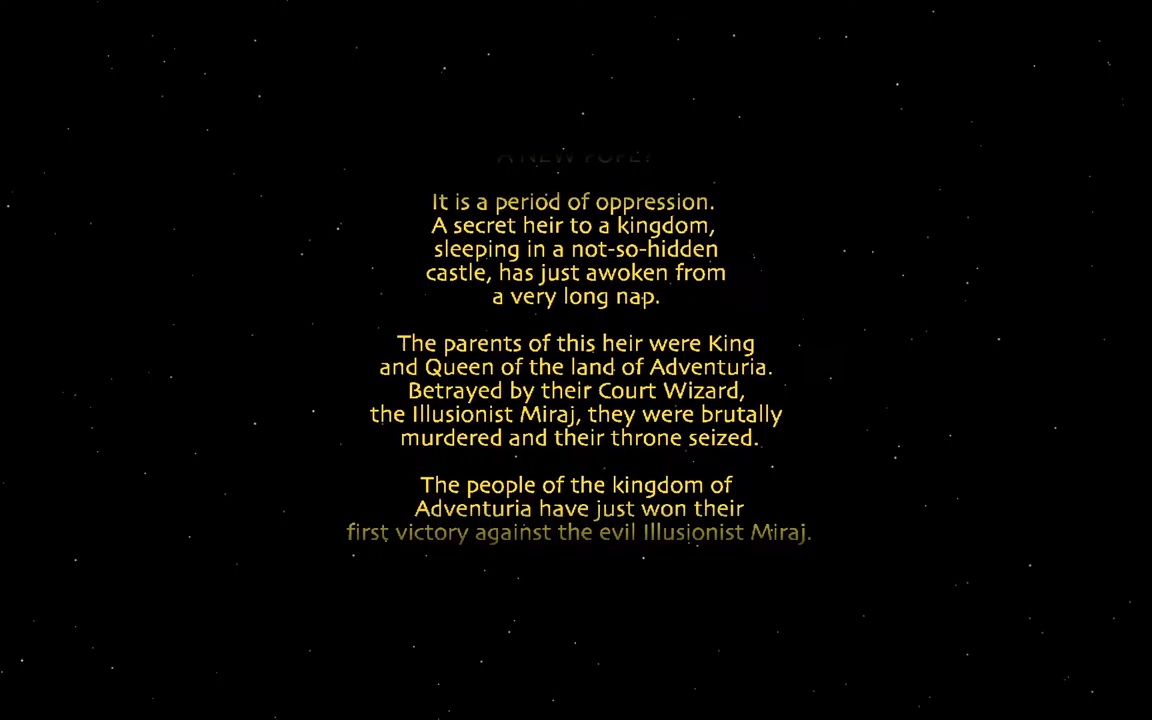 A NEW POPE?
It is a period of oppression.
A secret heir to a kingdom,
sleeping in a not-so-hidden
castle, has just awoken from
a very long nap.
The parents of this heir were King
and Queen of the land of Adventuria.
Betrayed by their Court Wizard,
the Illusionist Miraj, they were brutally
murdered and their throne seized.
The people of the kingdom of
Adventuria have just won their
first victory against the evil Illusionist Miraj.